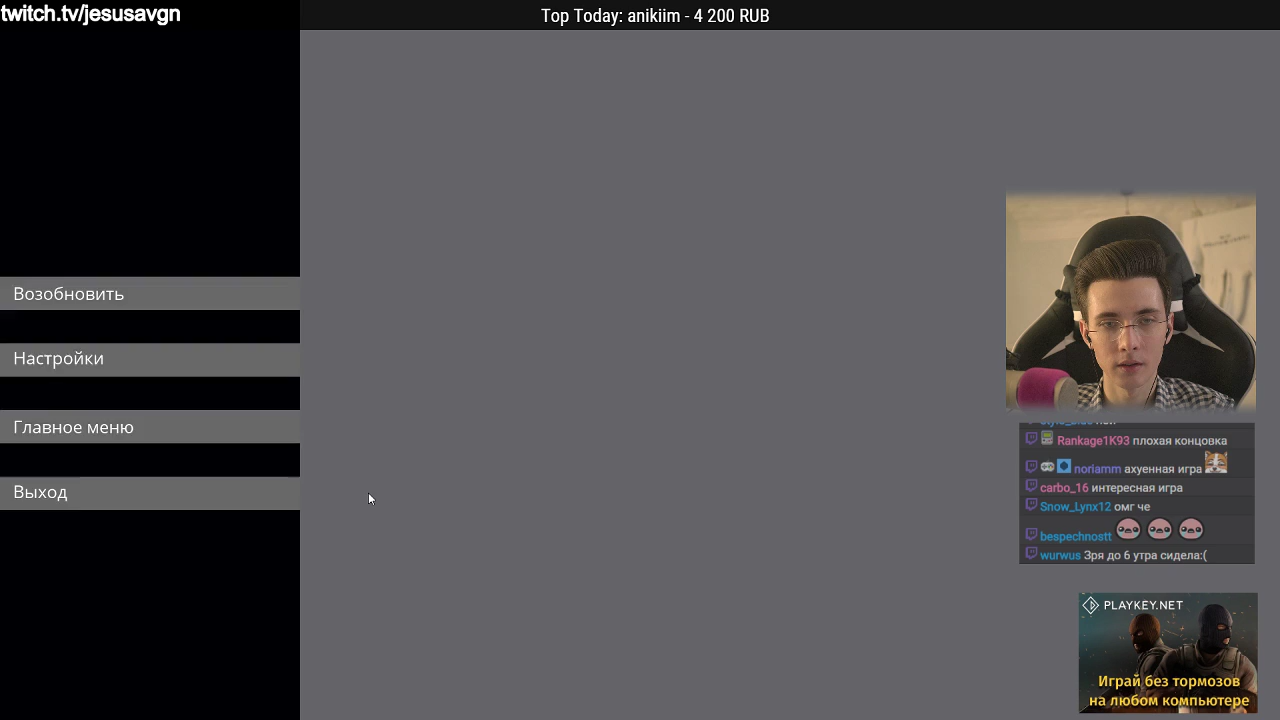 twitch.tv/jesusavgn
Top Today: anikiim - 4 200 RUB
Возобновить
Настройки
Главное меню
Выход
Rankage1K93 плохая концовка
noriamm ахуенная игра
carbo_16 интересная игра
Snow_Lynx12 омг че
bespechnostt
wurwus Зря до 6 утра сидела:(
PLAYKEY.NET
Играй без тормозов
на любом компьютере